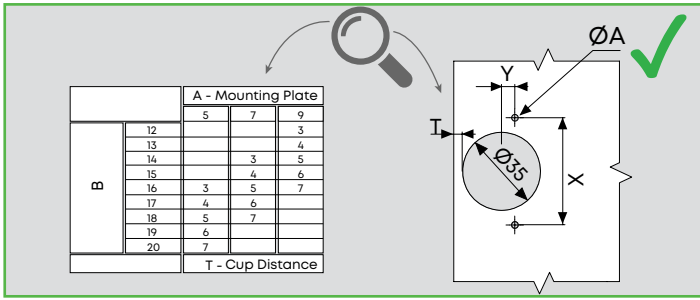 A - Mounting Plate
5 7 9
B
12 3
13 4
14 3 5
15 4 6
16 3 5 7
17 4 6
18 5 7
19 6
20 7
T - Cup Distance
ØA
Y
T
Ø35
X